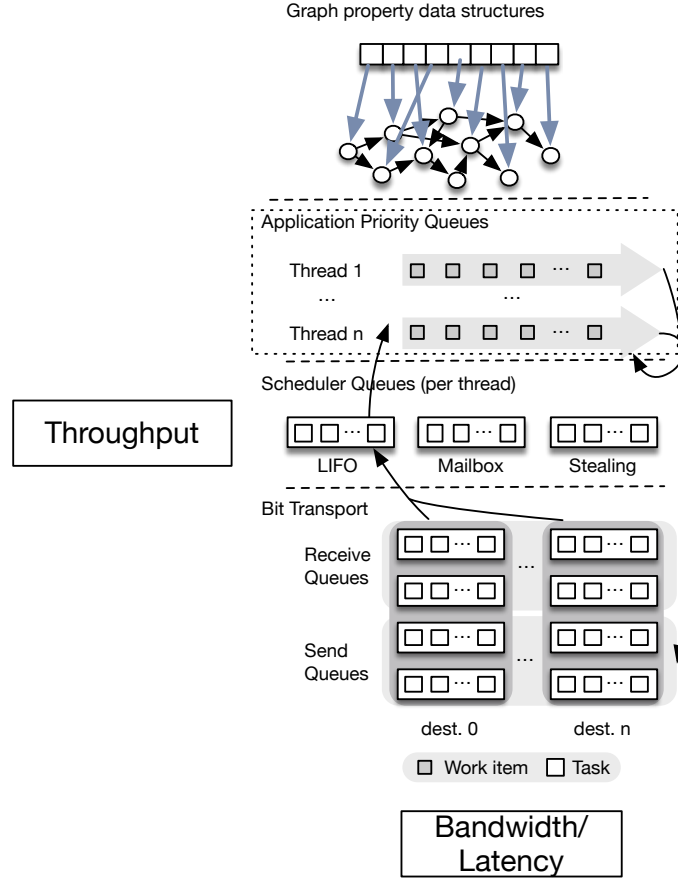 Graph property data structures
Application Priority Queues
Thread 1
...
...
Thread n
...
...
Scheduler Queues (per thread)
Throughput
...
...
...
LIFO
Mailbox
Stealing
Bit Transport
...
...
Receive
Queues
...
...
...
Send
Queues
...
...
...
...
...
dest. 0
dest. n
Work item
Task
Bandwidth/
Latency